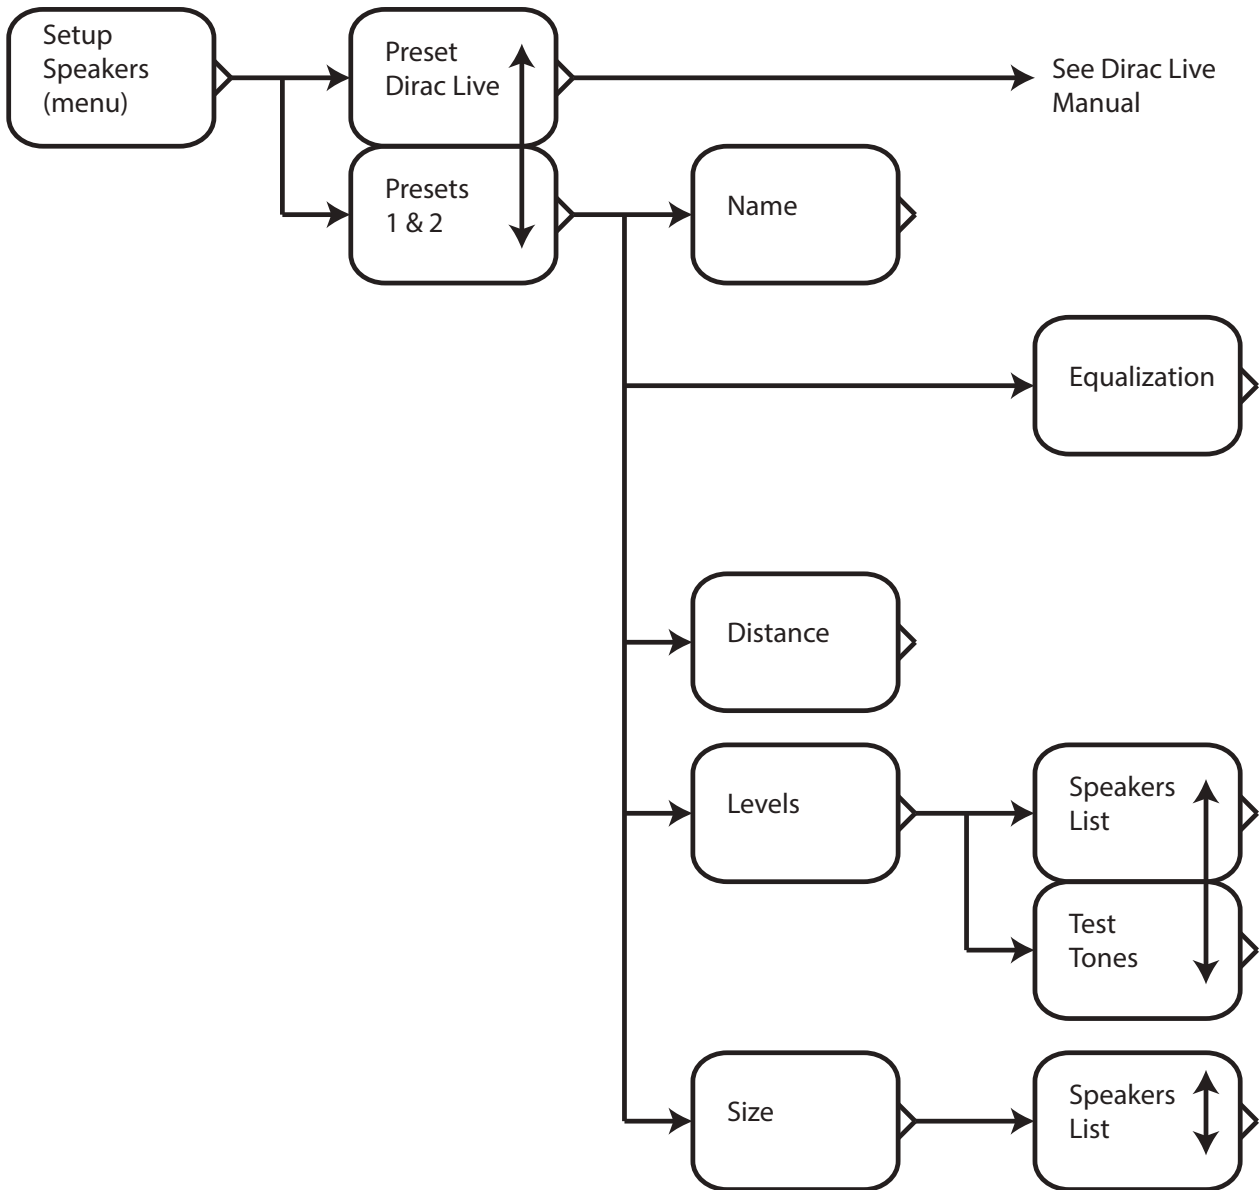 Setup
Speakers
(menu)
Preset
Dirac Live
See Dirac Live
Manual
Presets
1 & 2
Name
Equalization
Distance
Levels
Speakers
List
Test
Tones
Size
Speakers
List